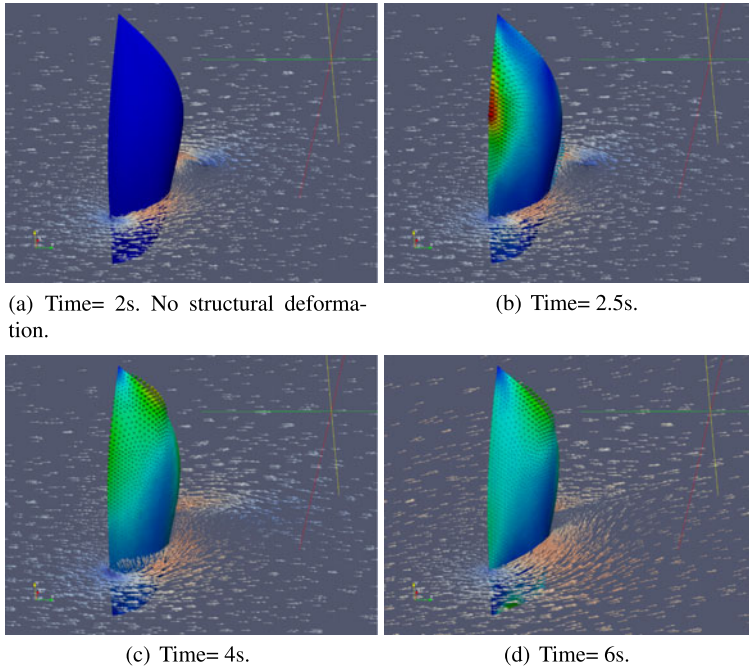 (a) Time= 2s. No structural deforma-
tion.
(b) Time= 2.5s.
(c) Time= 4s.
(d) Time= 6s.